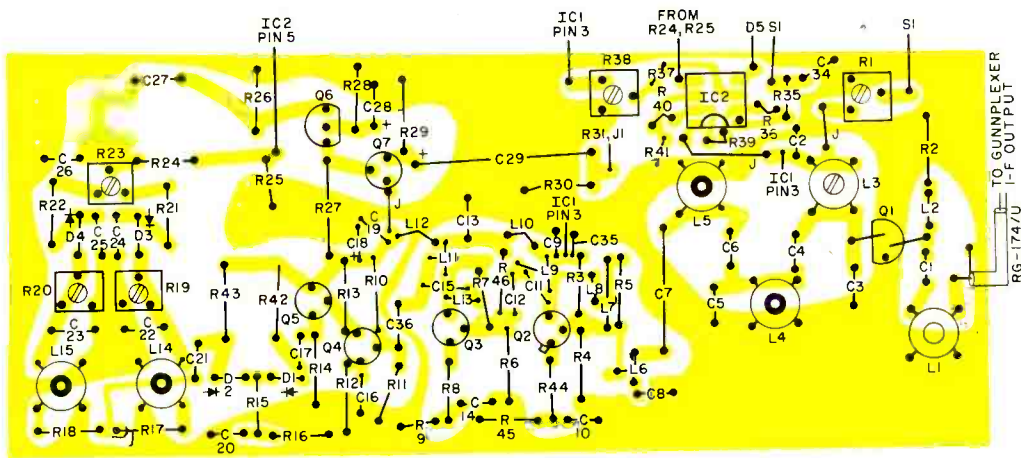 IC2
PIN 5
IC1
PIN 3
FROM
R24, R25
D5 S1
S1
C27
R26
R28
Q6
C28
+
R29
R38
R37
IC2
R
40
R35
C
34
R1
R
36
R39
R41
C2
J
R31, J1
Q7
+
C29
C
26
R23
R24
R25
R27
R30
IC1
PIN 3
J
L5
L3
R2
R22
R21
D4
C
25
C
24
D3
C
19
J
L12
C13
L10
IC1
PIN 3
Q1
L2
C18
+
L11
C9
C35
C6
C4
TO GUNNPLEXER
I-F OUTPUT
RG-174/U
R20
R19
R43
R42
R13
R10
C15
R7
R
46
L9
R3
L8
R5
C7
C1
L13
C12
C11
L7
C5
C3
Q5
C36
Q3
Q2
L4
C
23
C
22
L15
L14
C21
C17
R14
Q4
R6
R4
L1
D
2
D1
R12
R11
R8
R44
L6
R15
C16
C
14
C8
R18
J
R17
C
20
R16
R
9
R
45
C
10